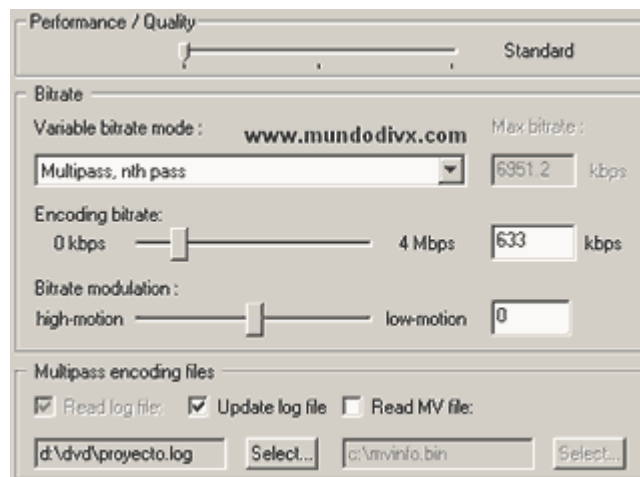 Performance / Quality
Standard
Bitrate
Variable bitrate mode :
www.mundodivx.com
Max bitrate :
Multipass, nth pass
6951.2 kbps
Encoding bitrate:
0 kbps 4 Mbps 633 kbps
Bitrate modulation :
high-motion low-motion 0
Multipass encoding files
Read log file: Update log file Read MV file:
d:\dvd\proyecto.log Select... c:\mvinfo.bin Select...